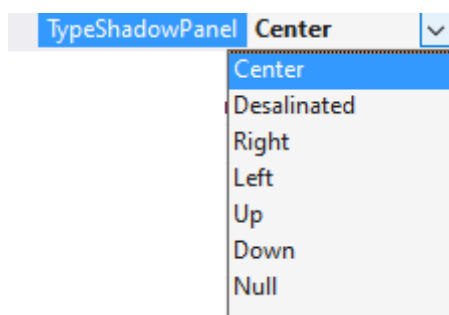 TypeShadowPanel Center
Center
Desalinated
Right
Left
Up
Down
Null